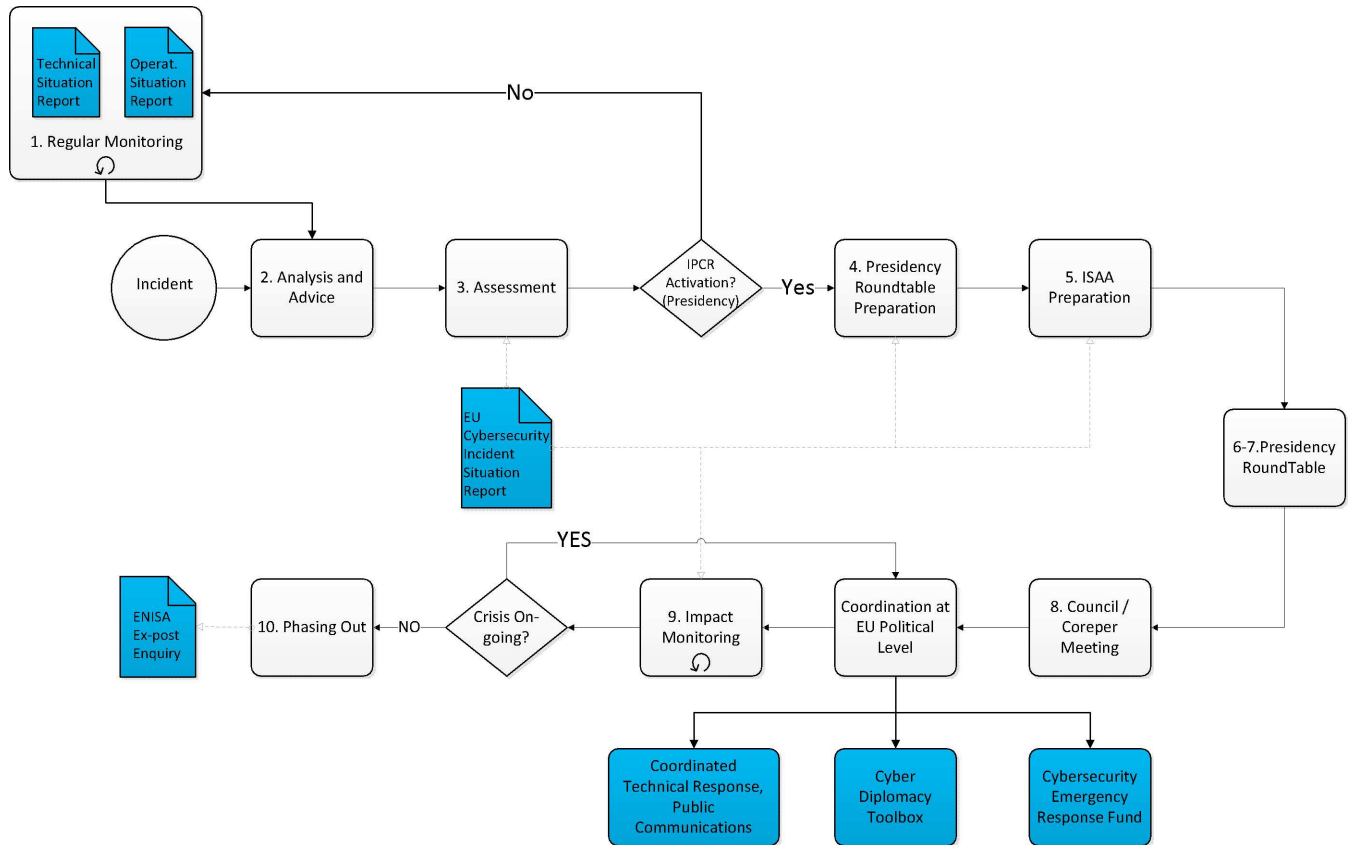 Technical
Situation
Report
Operat.
Situation
Report
1. Regular Monitoring
No
Incident
2. Analysis and
Advice
3. Assessment
IPCR
Activation?
(Presidency)
Yes
4. Presidency
Roundtable
Preparation
5. ISAA
Preparation
EU
Cybersecurity
Incident
Situation
Report
6-7.Presidency
RoundTable
YES
ENISA
Ex-post
Enquiry
10. Phasing Out
NO
Crisis On-
going?
9. Impact
Monitoring
Coordination at
EU Political
Level
8. Council /
Coreper
Meeting
Coordinated
Technical Response,
Public
Communications
Cyber
Diplomacy
Toolbox
Cybersecurity
Emergency
Response Fund